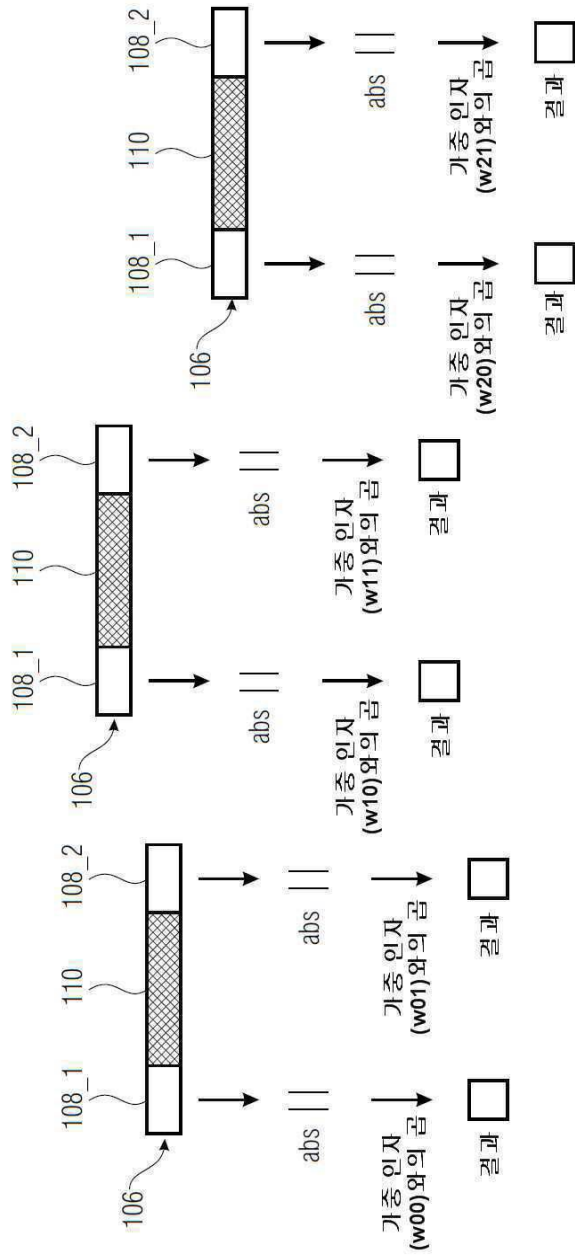 108_1
110
108_2
106
abs
abs
가중 인자
(w00)와의 곱
가중 인자
(w01)와의 곱
결과
결과
108_1
110
108_2
106
abs
abs
가중 인자
(w10)와의 곱
가중 인자
(w11)와의 곱
결과
결과
108_1
110
108_2
106
abs
abs
가중 인자
(w20)와의 곱
가중 인자
(w21)와의 곱
결과
결과